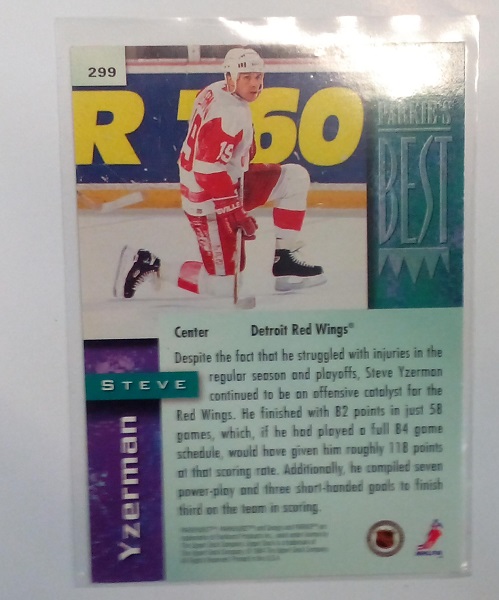 299
R 160
19
PARKIE'S
BEST
Center Detroit Red Wings®
Despite the fact that he struggled with injuries in the
regular season and playoffs, Steve Yzerman
continued to be an offensive catalyst for the
Red Wings. He finished with 82 points in just 58
games, which, if he had played a full 84 game
schedule, would have given him roughly 118 points
at that scoring rate. Additionally, he compiled seven
power-play and three short-handed goals to finish
third on the team in scoring.
STEVE
Yzerman